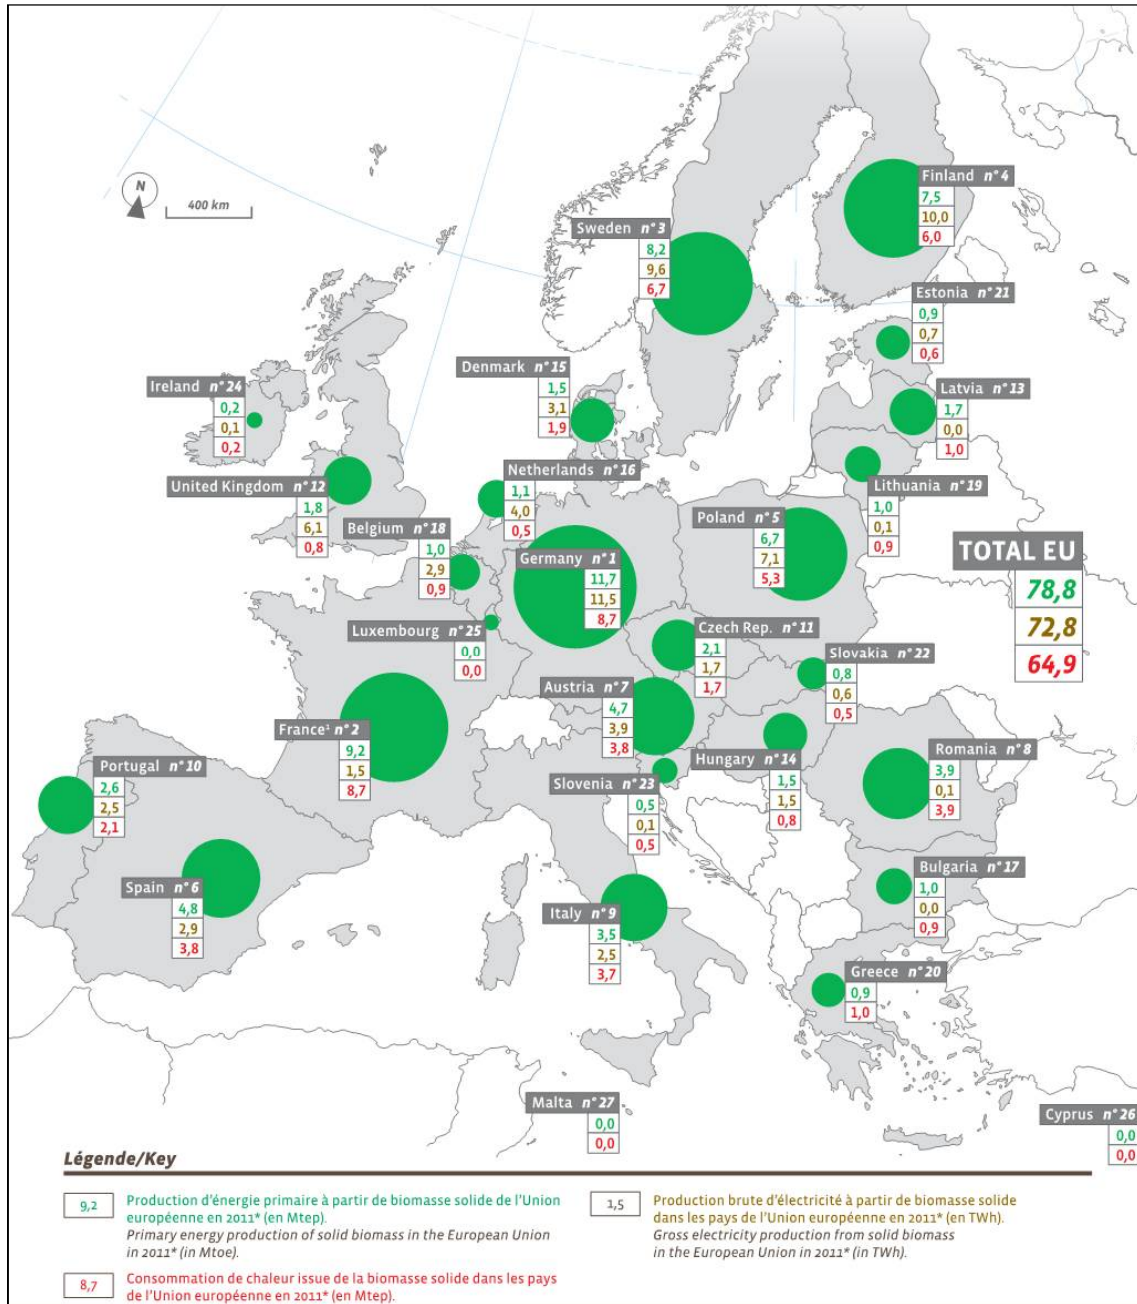 N
400 km
Finland n°4
7,5
10,0
6,0
Sweden n°3
8,2
9,6
6,7
Estonia n°21
0,9
0,7
0,6
Denmark n°15
1,5
3,1
1,9
Ireland n°24
0,2
0,1
0,2
Latvia n°13
1,7
0,0
1,0
Netherlands n°16
1,1
4,0
0,5
United Kingdom n°12
1,8
6,1
0,8
Lithuania n°19
1,0
0,1
0,9
Belgium n°18
1,0
2,9
0,9
Poland n°5
6,7
7,1
5,3
Germany n°1
11,7
11,5
8,7
TOTAL EU
78,8
72,8
64,9
Luxembourg n°25
0,0
0,0
Czech Rep. n°11
2,1
1,7
1,7
Slovakia n°22
0,8
0,6
0,5
Austria n°7
4,7
3,9
3,8
France¹ n°2
9,2
1,5
8,7
Hungary n°14
1,5
1,5
0,8
Romania n°8
3,9
0,1
3,9
Portugal n°10
2,6
2,5
2,1
Slovenia n°23
0,5
0,1
0,5
Spain n°6
4,8
2,9
3,8
Italy n°9
3,5
2,5
3,7
Bulgaria n°17
1,0
0,0
0,9
Greece n°20
0,9
1,0
Malta n°27
0,0
0,0
Cyprus n°26
0,0
0,0
Légende/Key
9,2
Production d'énergie primaire à partir de biomasse solide de l'Union
européenne en 2011* (en Mtep).
Primary energy production of solid biomass in the European Union
in 2011* (in Mtoe).
8,7
Consommation de chaleur issue de la biomasse solide dans les pays
de l'Union européenne en 2011* (en Mtep).
1,5
Production brute d'électricité à partir de biomasse solide
dans les pays de l'Union européenne en 2011* (en TWh).
Gross electricity production from solid biomass
in the European Union in 2011* (in TWh).